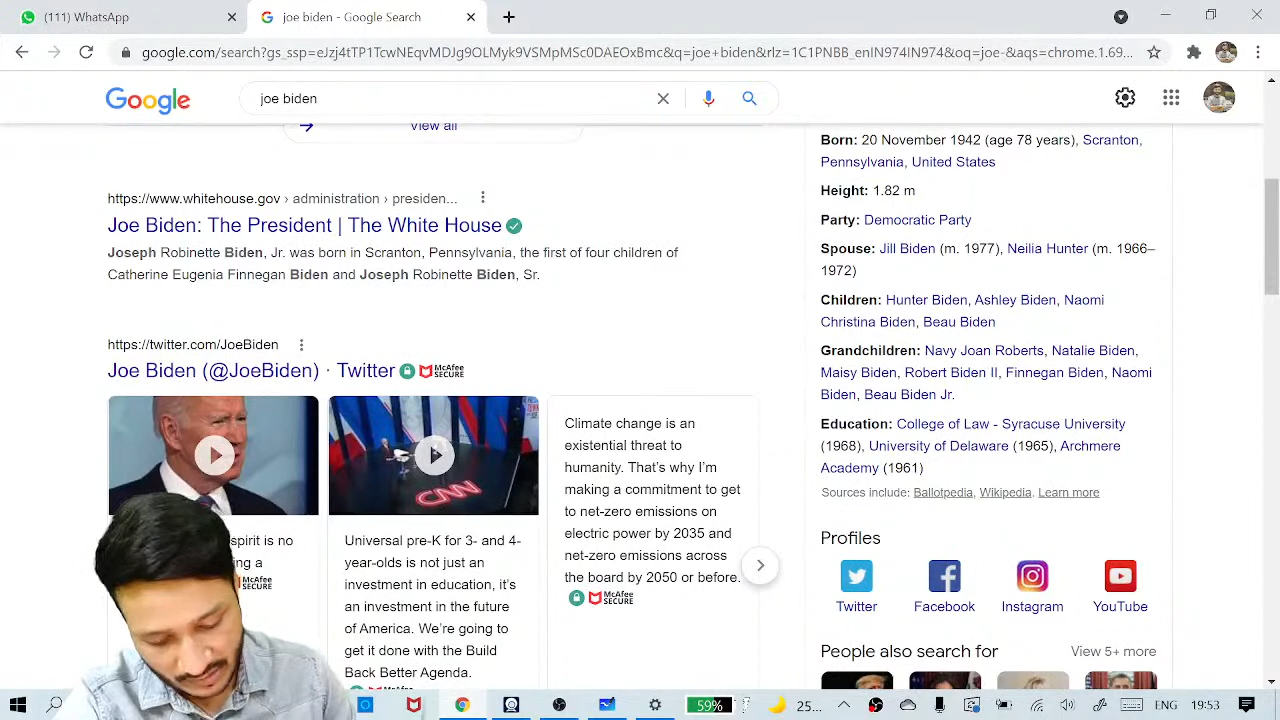 (111) WhatsApp
joe biden - Google Search
google.com/search?gs_ssp=eJzj4tTP1TcwNEqvMDJg9OLMyk9VSMpMSc0DAEOxBmc&q=joe+biden&rlz=1C1PNBB_enIN974IN974&oq=joe-&aqs=chrome.1.69...
Google
joe biden
View all
https://www.whitehouse.gov › administration › presiden...
Joe Biden: The President | The White House
Joseph Robinette Biden, Jr. was born in Scranton, Pennsylvania, the first of four children of
Catherine Eugenia Finnegan Biden and Joseph Robinette Biden, Sr.
https://twitter.com/JoeBiden
Joe Biden (@JoeBiden) · Twitter
McAfee
SECURE
CNN
spirit is no
g a
McAfee
SECURE
Universal pre-K for 3- and 4-
year-olds is not just an
investment in education, it's
an investment in the future
of America. We're going to
get it done with the Build
Back Better Agenda.
Climate change is an
existential threat to
humanity. That's why I'm
making a commitment to get
to net-zero emissions on
electric power by 2035 and
net-zero emissions across
the board by 2050 or before.
McAfee
SECURE
Born: 20 November 1942 (age 78 years), Scranton,
Pennsylvania, United States
Height: 1.82 m
Party: Democratic Party
Spouse: Jill Biden (m. 1977), Neilia Hunter (m. 1966–
1972)
Children: Hunter Biden, Ashley Biden, Naomi
Christina Biden, Beau Biden
Grandchildren: Navy Joan Roberts, Natalie Biden,
Maisy Biden, Robert Biden II, Finnegan Biden, Naomi
Biden, Beau Biden Jr.
Education: College of Law - Syracuse University
(1968), University of Delaware (1965), Archmere
Academy (1961)
Sources include: Ballotpedia, Wikipedia, Learn more
Profiles
Twitter
Facebook
Instagram
YouTube
People also search for
View 5+ more
59%
25...
ENG
19:53